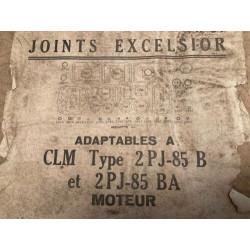 JOINTS EXCELSIOR
ADAPTABLES A
CLM Type 2PJ-85 B
et 2PJ-85 BA
MOTEUR